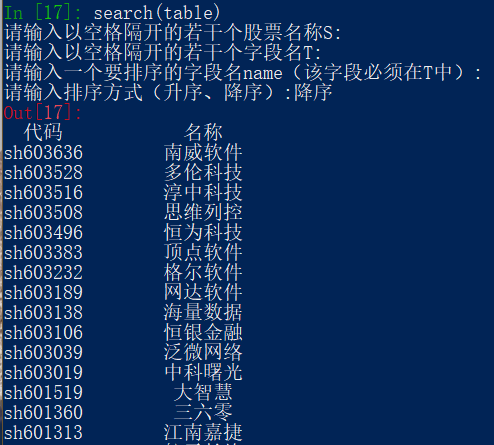 In [17]: search(table)
请输入以空格隔开的若干个股票名称S:
请输入以空格隔开的若干个字段名T:
请输入一个要排序的字段名name（该字段必须在T中）:
请输入排序方式（升序、降序）:降序
Out[17]:
代码 名称
sh603636 南威软件
sh603528 多伦科技
sh603516 淳中科技
sh603508 思维列控
sh603496 恒为科技
sh603383 顶点软件
sh603232 格尔软件
sh603189 网达软件
sh603138 海量数据
sh603106 恒银金融
sh603039 泛微网络
sh603019 中科曙光
sh601519 大智慧
sh601360 三六零
sh601313 江南嘉捷